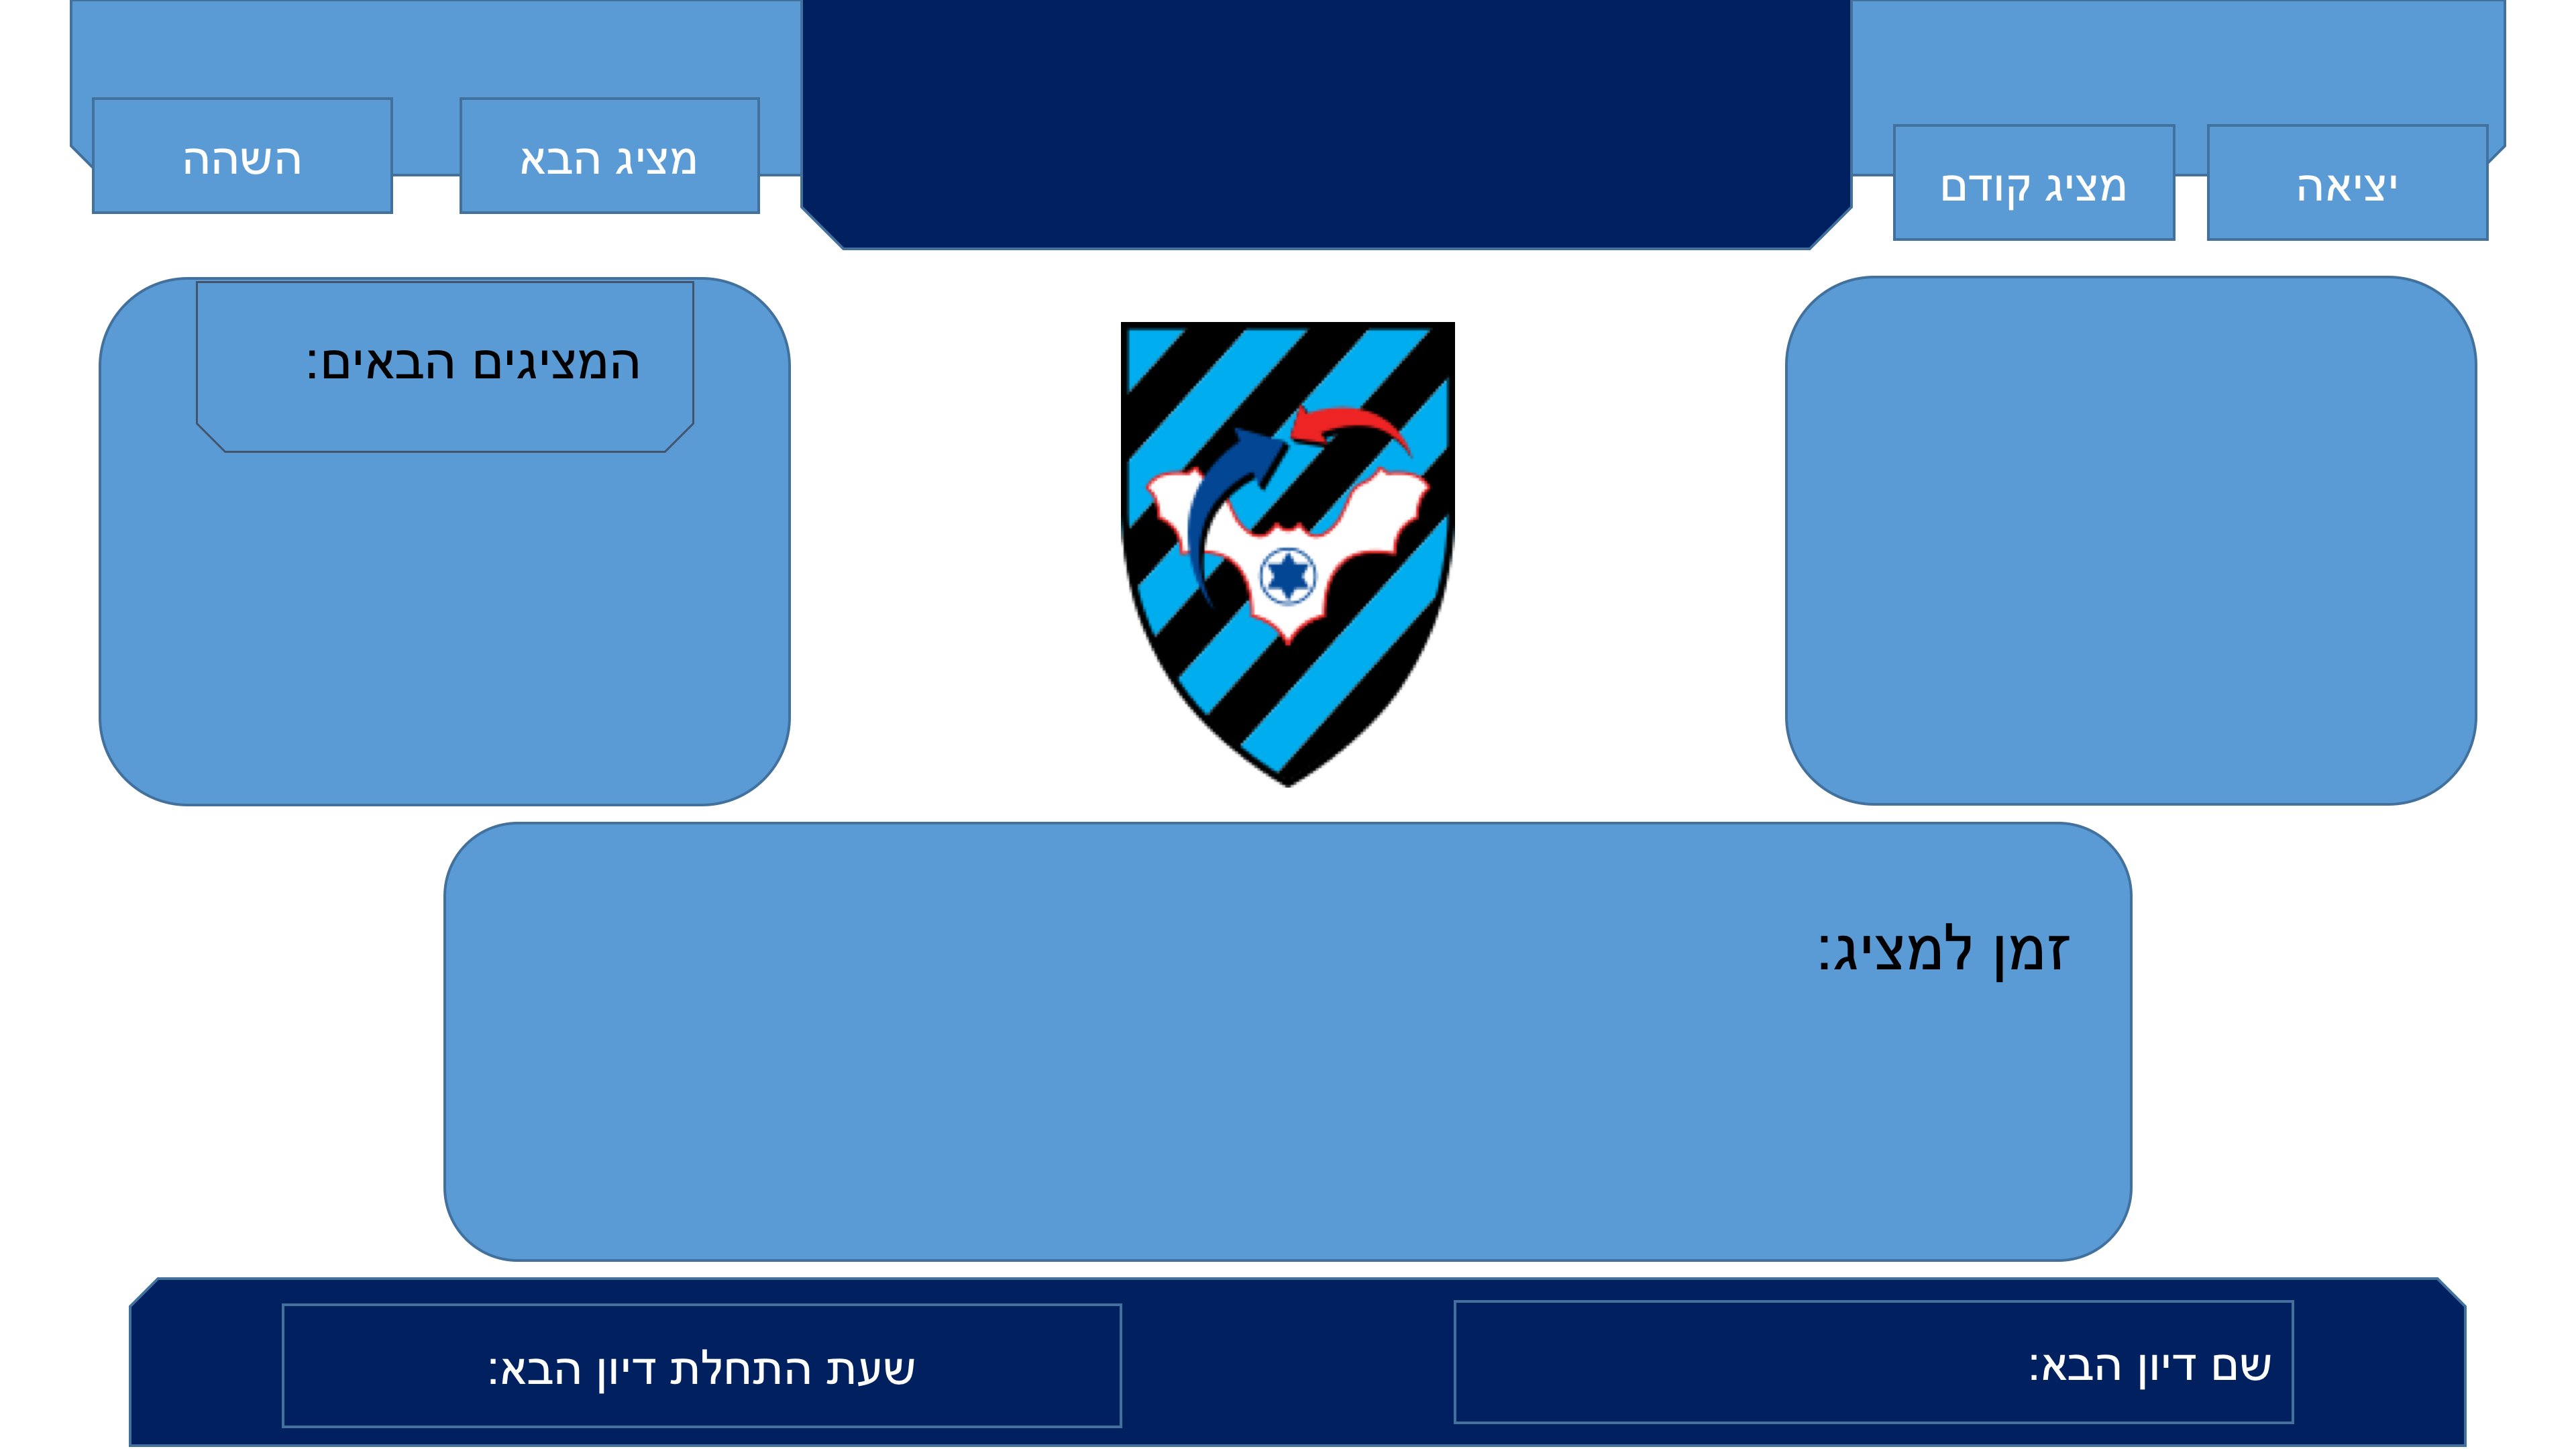 יציאה
מציג קודם
מציג הבא
השהה
המציגים הבאים:
זמן למציג:
שם דיון הבא:
שעת התחלת דיון הבא: